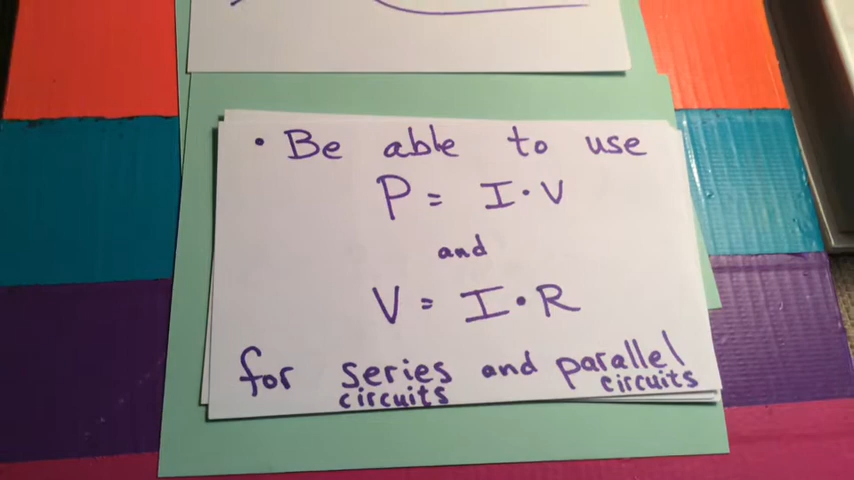 • Be able to use
P = I · V
and
V = I · R
for series and parallel
circuits circuits